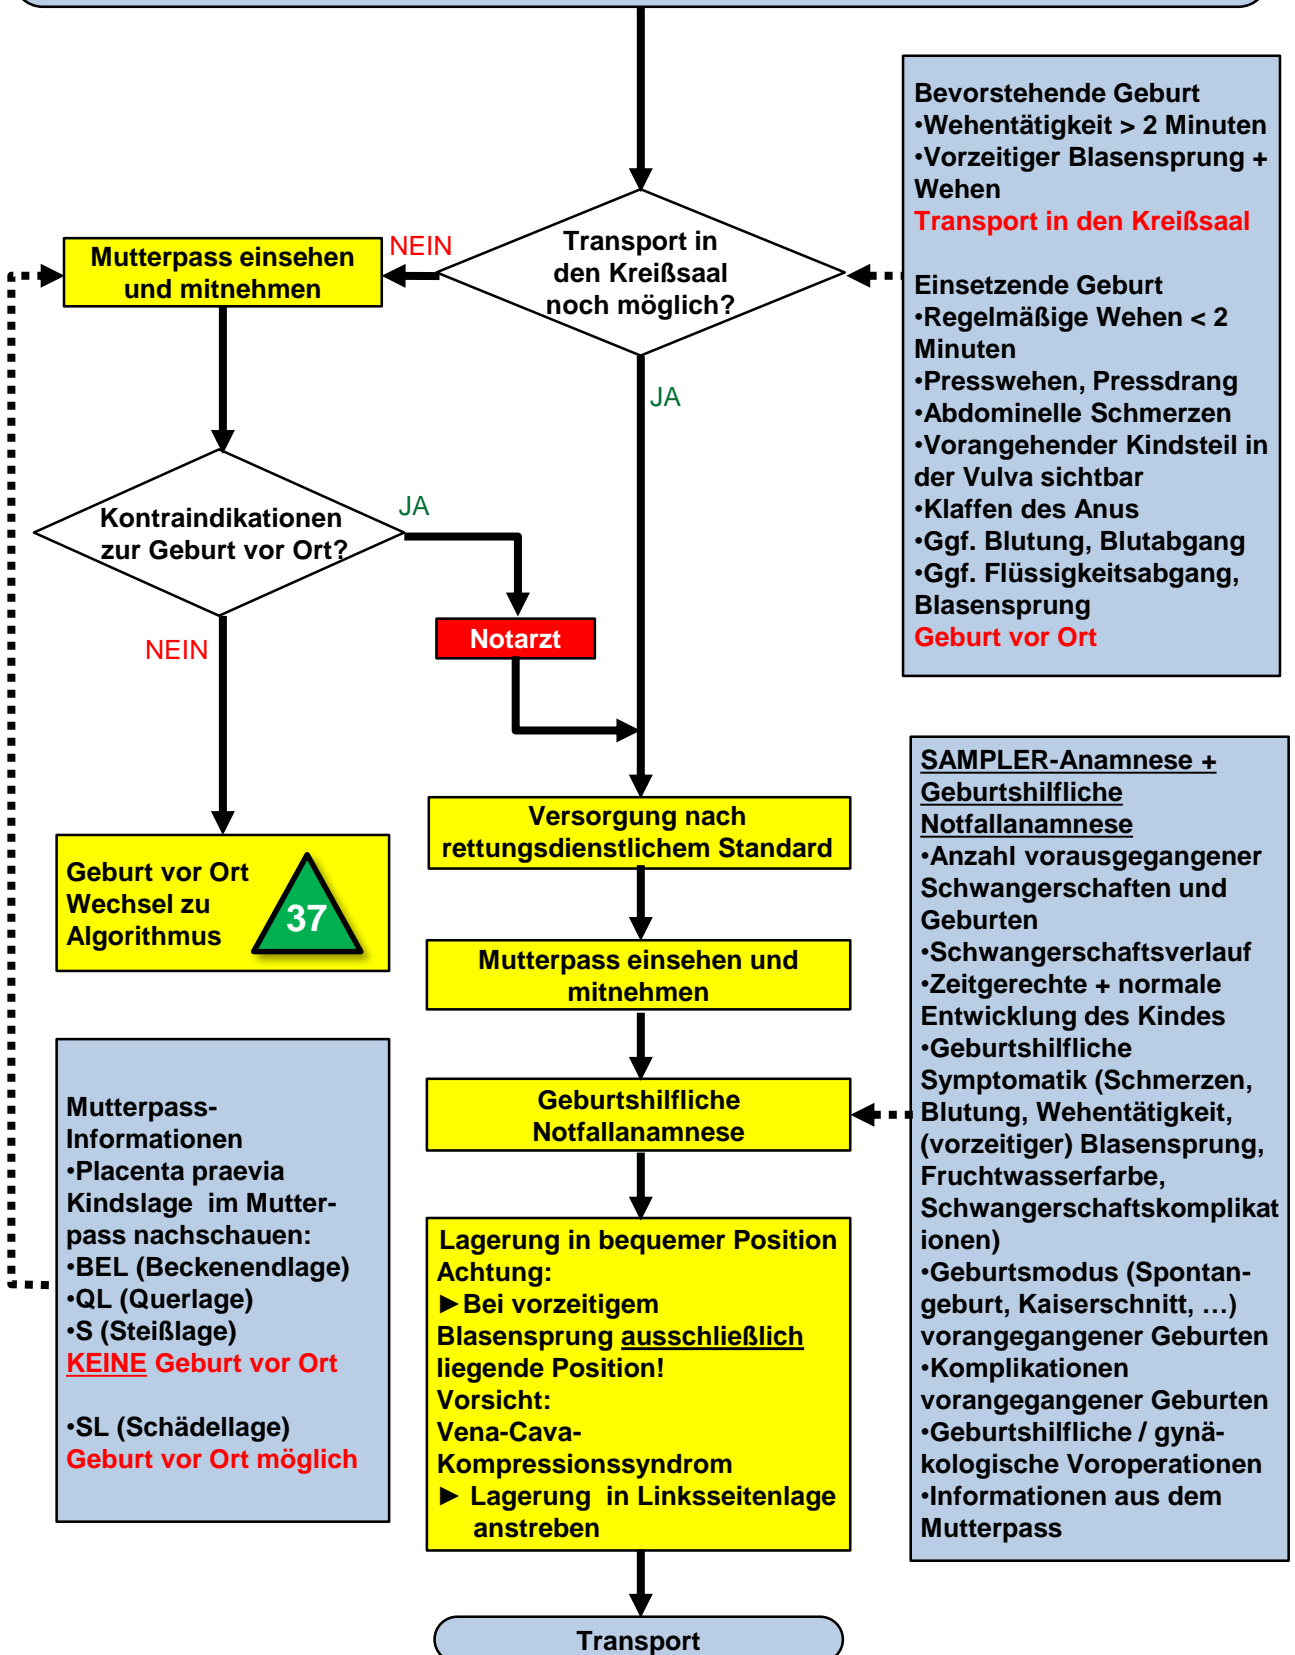 Bevorstehende Geburt
•Wehentätigkeit > 2 Minuten
•Vorzeitiger Blasensprung +
Wehen
Transport in den Kreißsaal
Einsetzende Geburt
•Regelmäßige Wehen < 2
Minuten
•Presswehen, Pressdrang
•Abdominelle Schmerzen
•Vorangehender Kindsteil in
der Vulva sichtbar
•Klaffen des Anus
•Ggf. Blutung, Blutabgang
•Ggf. Flüssigkeitsabgang,
Blasensprung
Geburt vor Ort
Transport in
den Kreißsaal
noch möglich?
NEIN
JA
Mutterpass einsehen
und mitnehmen
Kontraindikationen
zur Geburt vor Ort?
JA
NEIN
Notarzt
Geburt vor Ort
Wechsel zu
Algorithmus
37
Versorgung nach
rettungsdienstlichem Standard
Mutterpass einsehen und
mitnehmen
Geburtshilfliche
Notfallanamnese
SAMPLER-Anamnese +
Geburtshilfliche
Notfallanamnese
•Anzahl vorausgegangener
Schwangerschaften und
Geburten
•Schwangerschaftsverlauf
•Zeitgerechte + normale
Entwicklung des Kindes
•Geburtshilfliche
Symptomatik (Schmerzen,
Blutung, Wehentätigkeit,
(vorzeitiger) Blasensprung,
Fruchtwasserfarbe,
Schwangerschaftskomplikat
ionen)
•Geburtsmodus (Spontan-
geburt, Kaiserschnitt, …)
vorangegangener Geburten
•Komplikationen
vorangegangener Geburten
•Geburtshilfliche / gynä-
kologische Voroperationen
•Informationen aus dem
Mutterpass
Mutterpass-
Informationen
•Placenta praevia
Kindslage im Mutter-
pass nachschauen:
•BEL (Beckenendlage)
•QL (Querlage)
•S (Steißlage)
KEINE Geburt vor Ort
•SL (Schädellage)
Geburt vor Ort möglich
Lagerung in bequemer Position
Achtung:
►Bei vorzeitigem
Blasensprung ausschließlich
liegende Position!
Vorsicht:
Vena-Cava-
Kompressionssyndrom
► Lagerung in Linksseitenlage
anstreben
Transport